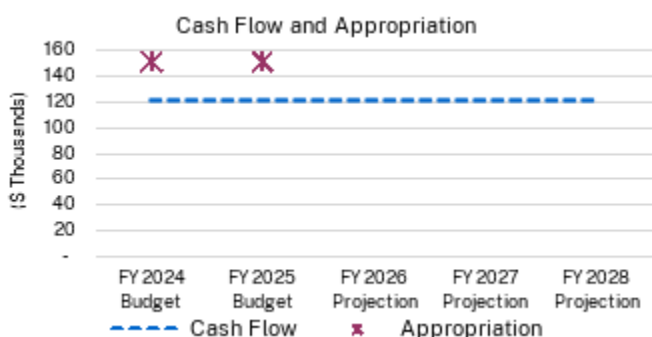 Cash Flow and Appropriation
($ Thousands)
160
140
120
100
80
60
40
20
-
FY 2024 Budget
FY 2025 Budget
FY 2026 Projection
FY 2027 Projection
FY 2028 Projection
Cash Flow
Appropriation